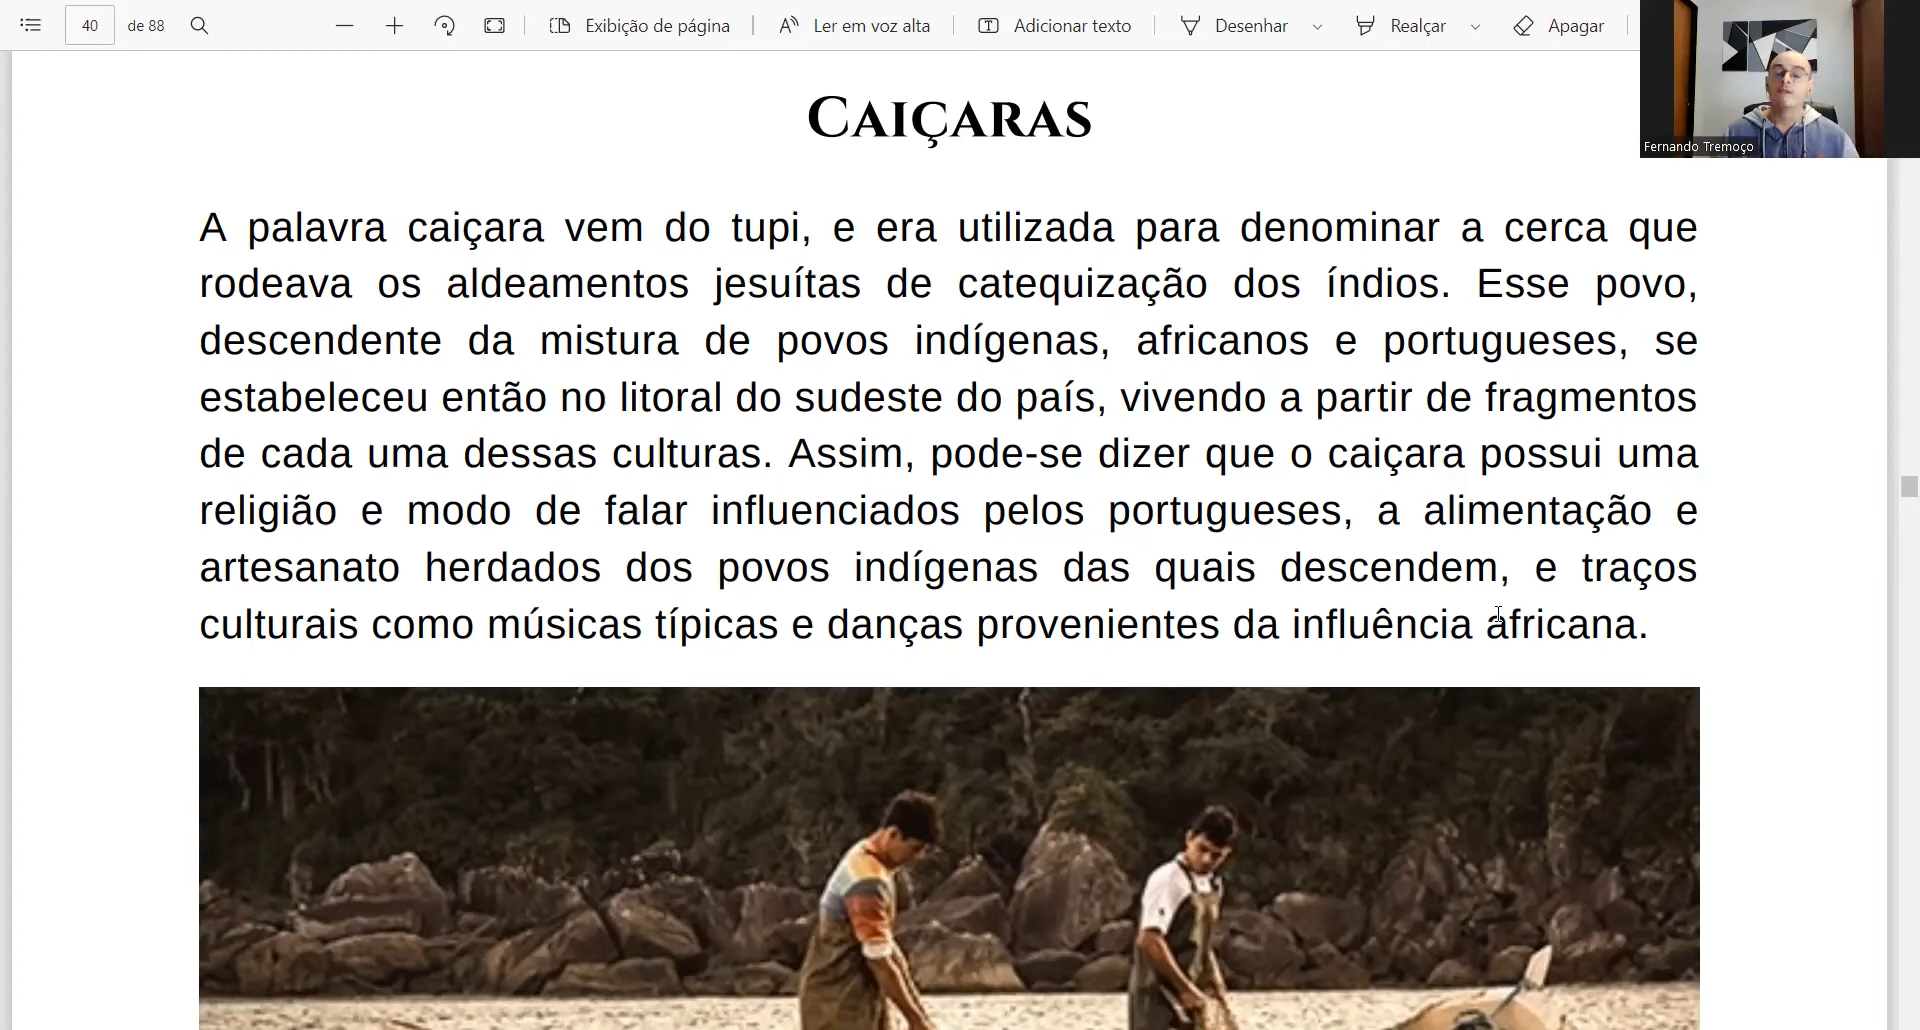 40 de 88 Exibição de página Ler em voz alta Adicionar texto Desenhar Realçar Apagar
Fernando Tremoço
Caiçaras
A palavra caiçara vem do tupi, e era utilizada para denominar a cerca que
rodeava os aldeamentos jesuítas de catequização dos índios. Esse povo,
descendente da mistura de povos indígenas, africanos e portugueses, se
estabeleceu então no litoral do sudeste do país, vivendo a partir de fragmentos
de cada uma dessas culturas. Assim, pode-se dizer que o caiçara possui uma
religião e modo de falar influenciados pelos portugueses, a alimentação e
artesanato herdados dos povos indígenas das quais descendem, e traços
culturais como músicas típicas e danças provenientes da influência africana.